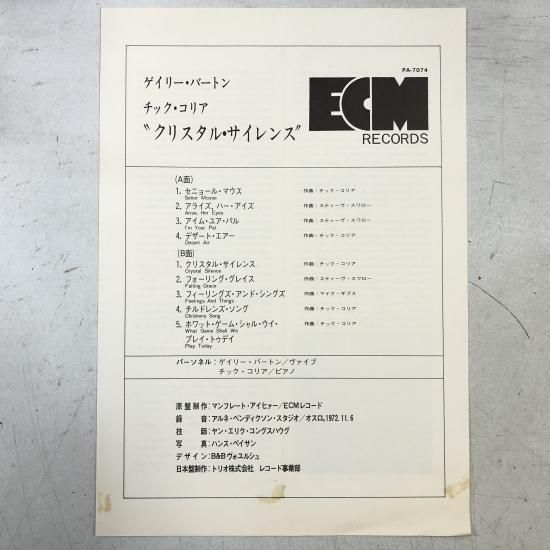 PA-7074
ゲイリー・バートン
チック・コリア
〝クリスタル・サイレンス〟
ECM
RECORDS
(A面)
1. セニョール・マウス 作曲:チック・コリア
Señor Mouse
2. アライズ, ハー・アイズ 作曲:スティーヴ・スワロー
Arise, Her Eyes
3. アイム・ユア・パル 作曲:スティーヴ・スワロー
I'm Your Pal
4. デザート・エアー 作曲:チック・コリア
Desert Air
(B面)
1. クリスタル・サイレンス 作曲:チック・コリア
Crystal Silence
2. フォーリング・グレイス 作曲:スティーヴ・スワロー
Falling Grace
3. フィーリングズ・アンド・シングズ 作曲:マイク・ギブス
Feelings And Things
4. チルドレンズ・ソング 作曲:チック・コリア
Childrens Song
5. ホワット・ゲーム・シャル・ウイ・ 作曲:チック・コリア
What Game Shall We
プレイ・トゥデイ
Play Today
パーソネル:ゲイリー・バートン/ヴァイブ
チック・コリア/ピアノ
原盤制作:マンフレート・アイヒァー/ECMレコード
録音:アルネ・ベンディクソン・スタジオ/オスロ, 1972.11.6
技師:ヤン・エリク・コングスハウグ
写真:ハンス・ペイサン
デザイン:B&Bヴォユルシュ
日本盤制作:トリオ株式会社 レコード事業部